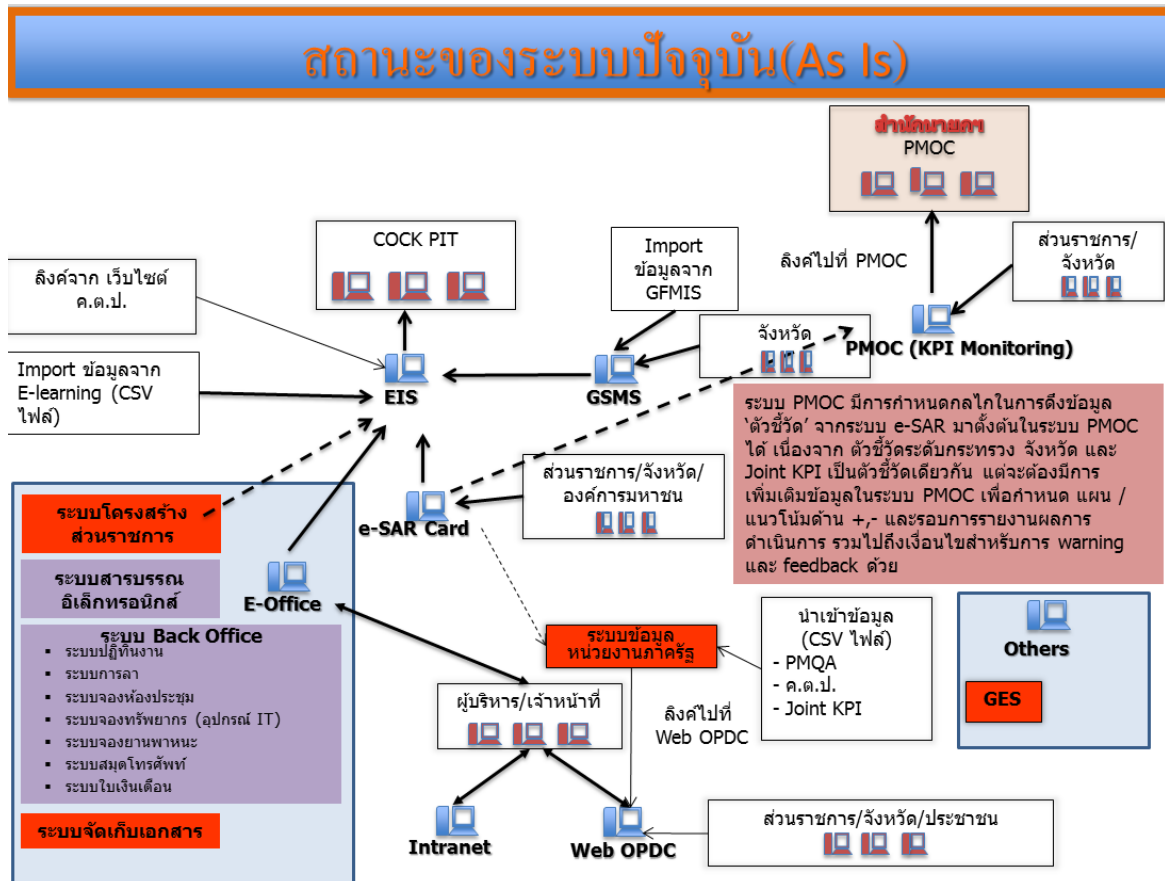 สถานะของระบบปัจจุบัน(As Is)
สำนักนายกฯ
PMOC
COCK PIT
Import
ข้อมูลจาก
GFMIS
ลิงค์ไปที่ PMOC
ส่วนราชการ/
จังหวัด
ลิงค์จาก เว็บไซต์
ค.ต.ป.
จังหวัด
PMOC (KPI Monitoring)
Import ข้อมูลจาก
E-learning (CSV
ไฟล์)
EIS
GSMS
ระบบ PMOC มีการกำหนดกลไกในการดึงข้อมูล
‘ตัวชี้วัด’ จากระบบ e-SAR มาตั้งต้นในระบบ PMOC
ได้ เนื่องจาก ตัวชี้วัดระดับกระทรวง จังหวัด และ
Joint KPI เป็นตัวชี้วัดเดียวกัน แต่จะต้องมีการ
เพิ่มเติมข้อมูลในระบบ PMOC เพื่อกำหนด แผน /
แนวโน้มด้าน +,- และรอบการรายงานผลการ
ดำเนินการ รวมไปถึงเงื่อนไขสำหรับการ warning
และ feedback ด้วย
ส่วนราชการ/จังหวัด/
องค์การมหาชน
e-SAR Card
ระบบโครงสร้าง
ส่วนราชการ
ระบบสารบรรณ
อิเล็กทรอนิกส์
E-Office
ระบบ Back Office
▪ ระบบปฏิทินงาน
▪ ระบบการลา
▪ ระบบจองห้องประชุม
▪ ระบบจองทรัพยากร (อุปกรณ์ IT)
▪ ระบบจองยานพาหนะ
▪ ระบบสมุดโทรศัพท์
▪ ระบบใบเงินเดือน
ระบบจัดเก็บเอกสาร
ระบบข้อมูล
หน่วยงานภาครัฐ
นำเข้าข้อมูล
(CSV ไฟล์)
- PMQA
- ค.ต.ป.
- Joint KPI
Others
GES
ผู้บริหาร/เจ้าหน้าที่
ลิงค์ไปที่
Web OPDC
Intranet
Web OPDC
ส่วนราชการ/จังหวัด/ประชาชน